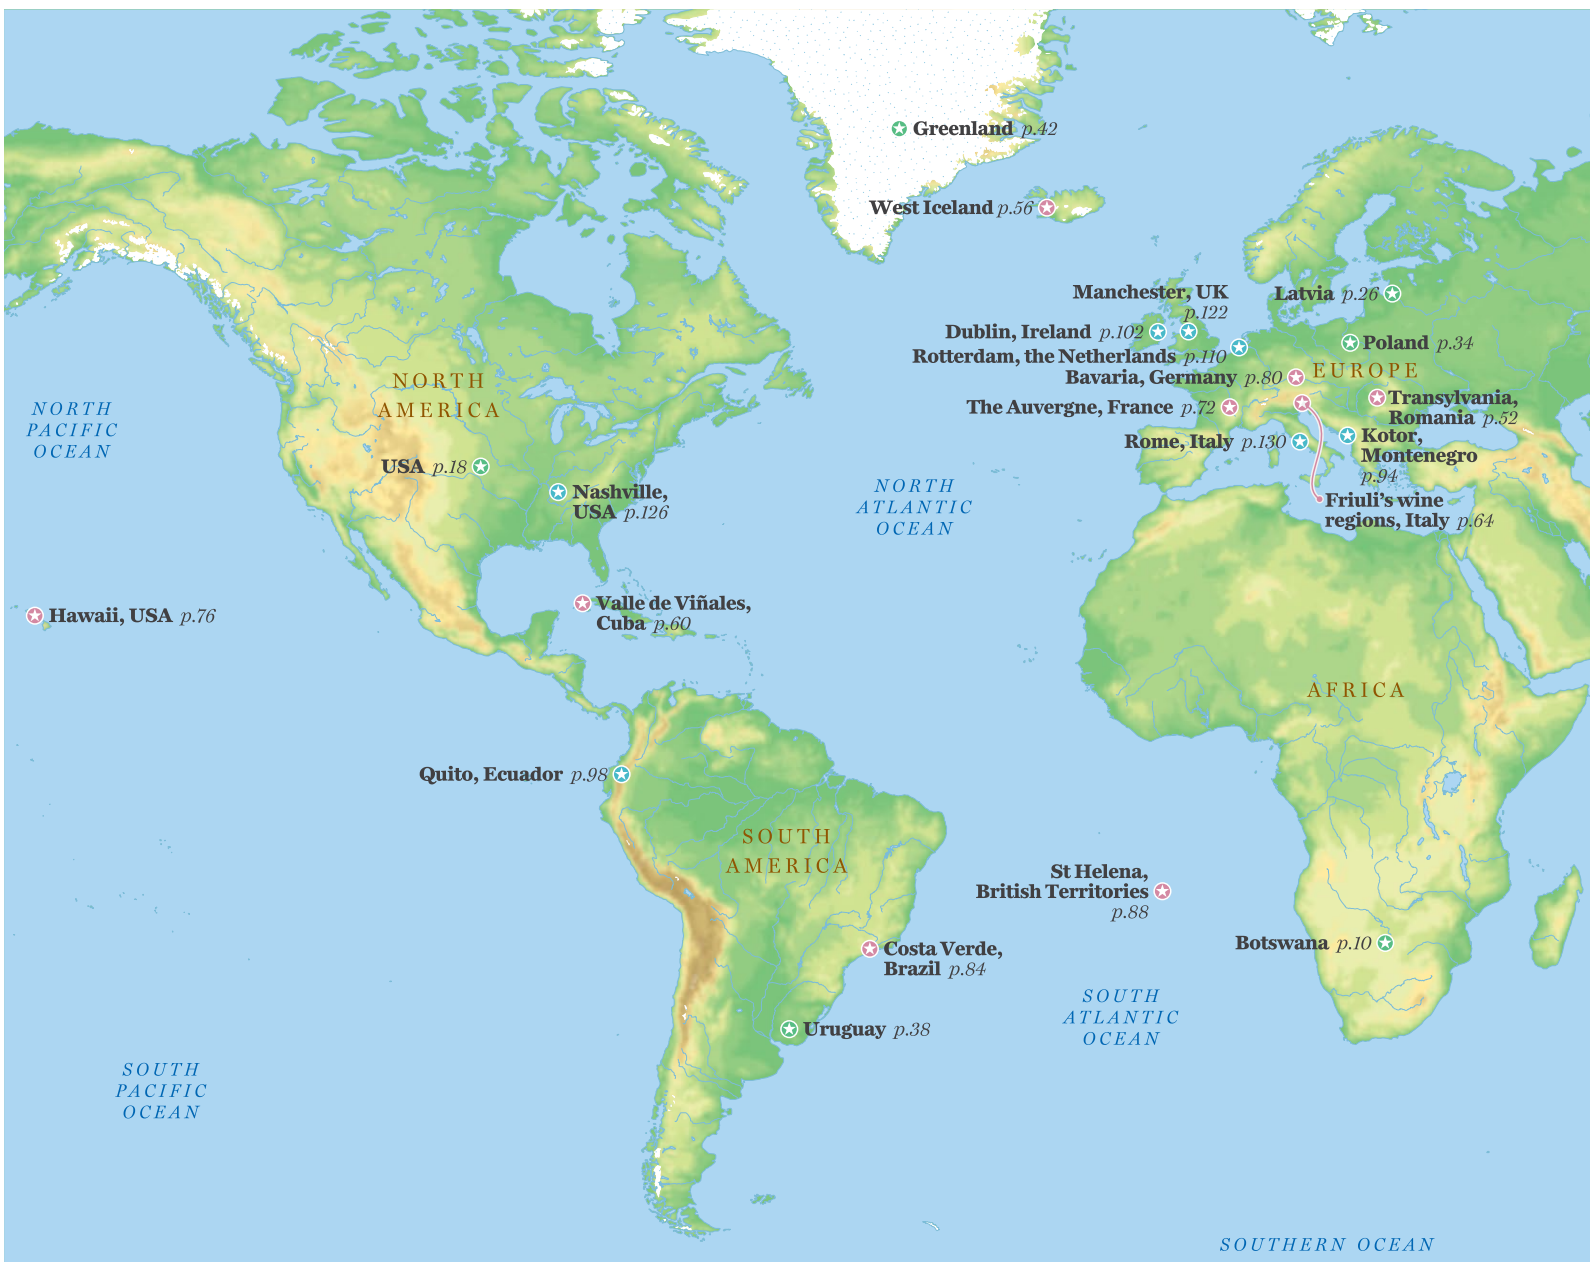 Greenland p.42
West Iceland p.56
Manchester, UK
p.122
Latvia p.26
Dublin, Ireland p.102
Poland p.34
Rotterdam, the Netherlands p.110
EUROPE
Bavaria, Germany p.80
NORTH
AMERICA
Transylvania,
Romania p.52
The Auvergne, France p.72
NORTH
PACIFIC
OCEAN
Rome, Italy p.130
Kotor,
Montenegro
p.94
USA p.18
Nashville,
USA p.126
NORTH
ATLANTIC
OCEAN
Friuli's wine
regions, Italy p.64
Hawaii, USA p.76
Valle de Viñales,
Cuba p.60
AFRICA
Quito, Ecuador p.98
SOUTH
AMERICA
St Helena,
British Territories
p.88
Costa Verde,
Brazil p.84
Botswana p.10
SOUTH
ATLANTIC
OCEAN
Uruguay p.38
SOUTH
PACIFIC
OCEAN
SOUTHERN OCEAN